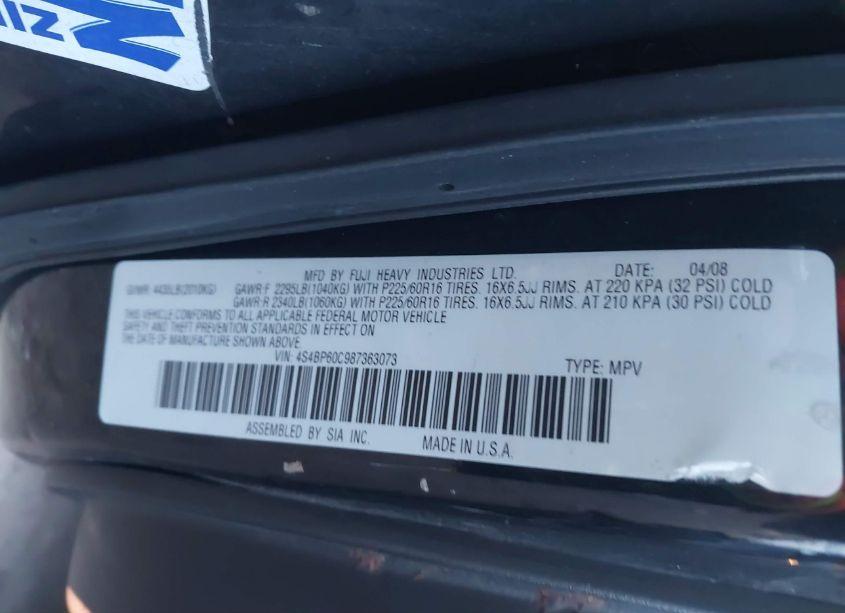 MFD BY FUJI HEAVY INDUSTRIES LTD. DATE: 04/08
GVWR: 4430LB(2010KG) GAWR:F 2295LB(1040KG) WITH P225/60R16 TIRES. 16X6.5JJ RIMS. AT 220 KPA (32 PSI) COLD
GAWR:R 2340LB(1060KG) WITH P225/60R16 TIRES. 16X6.5JJ RIMS. AT 210 KPA (30 PSI) COLD
THIS VEHICLE CONFORMS TO ALL APPLICABLE FEDERAL MOTOR VEHICLE
SAFETY AND THEFT PREVENTION STANDARDS IN EFFECT ON
THE DATE OF MANUFACTURE SHOWN ABOVE.
VIN: 4S4BP60C987363073 TYPE: MPV
ASSEMBLED BY SIA INC. MADE IN U.S.A.